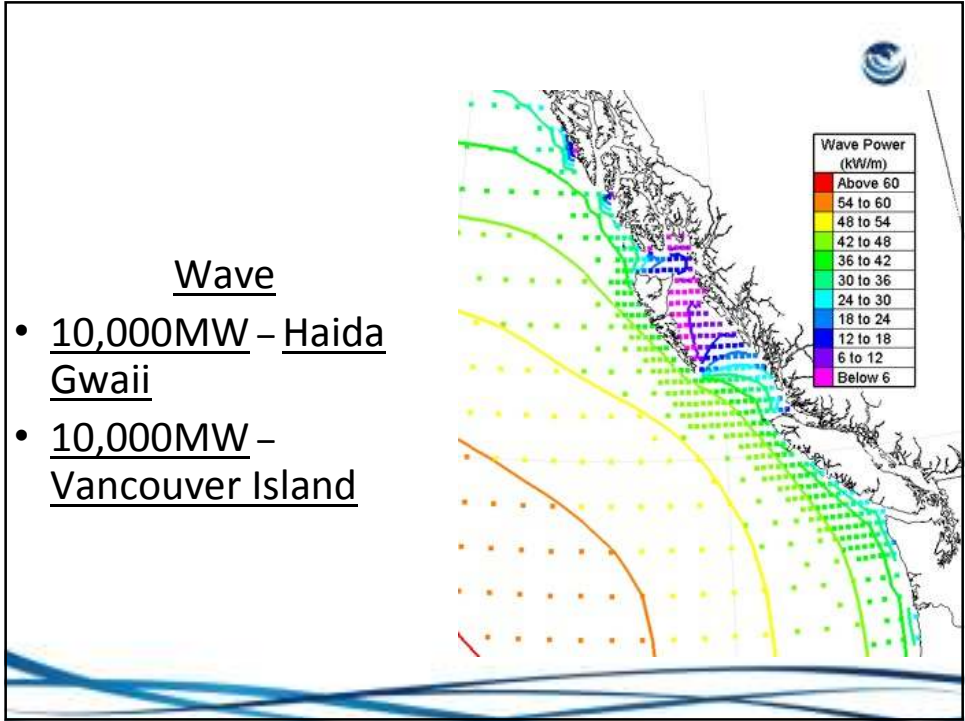 Wave
• 10,000MW – Haida
Gwaii
• 10,000MW –
Vancouver Island
Wave Power
(kW/m)
Above 60
54 to 60
48 to 54
42 to 48
36 to 42
30 to 36
24 to 30
18 to 24
12 to 18
6 to 12
Below 6